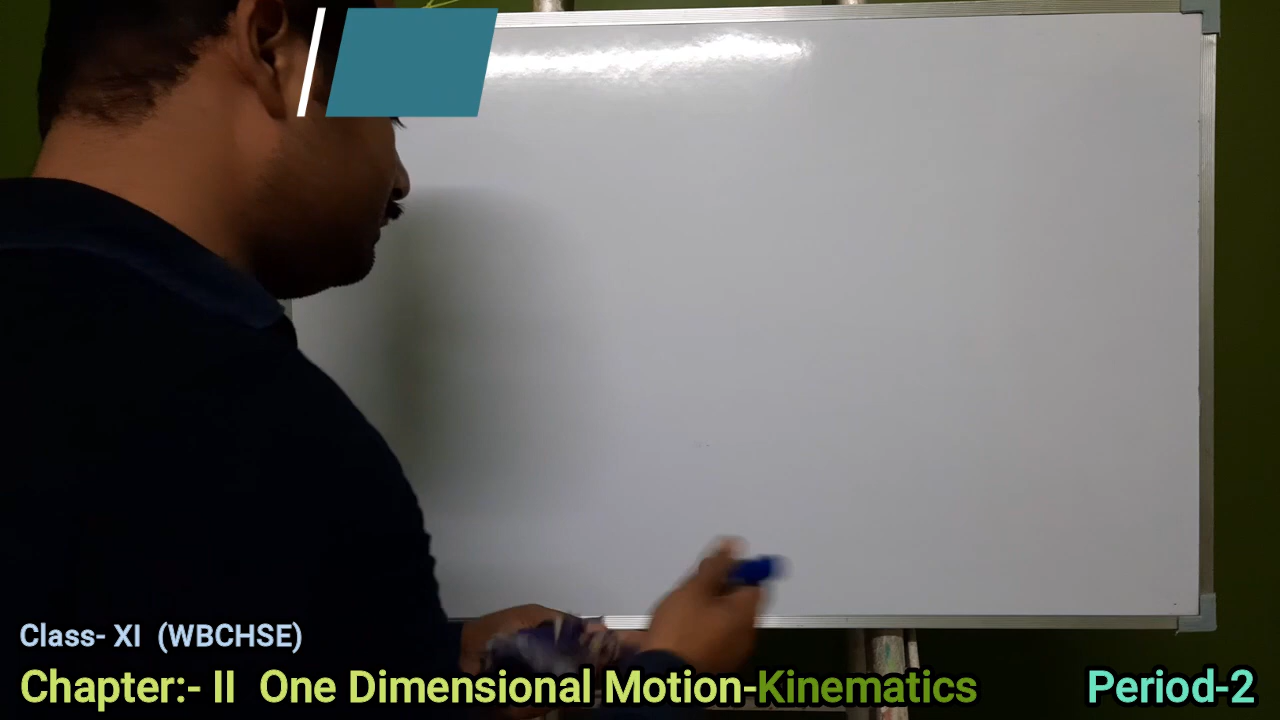 Class- XI (WBCHSE)
Chapter:- II One Dimensional Motion-Kinematics
Period-2